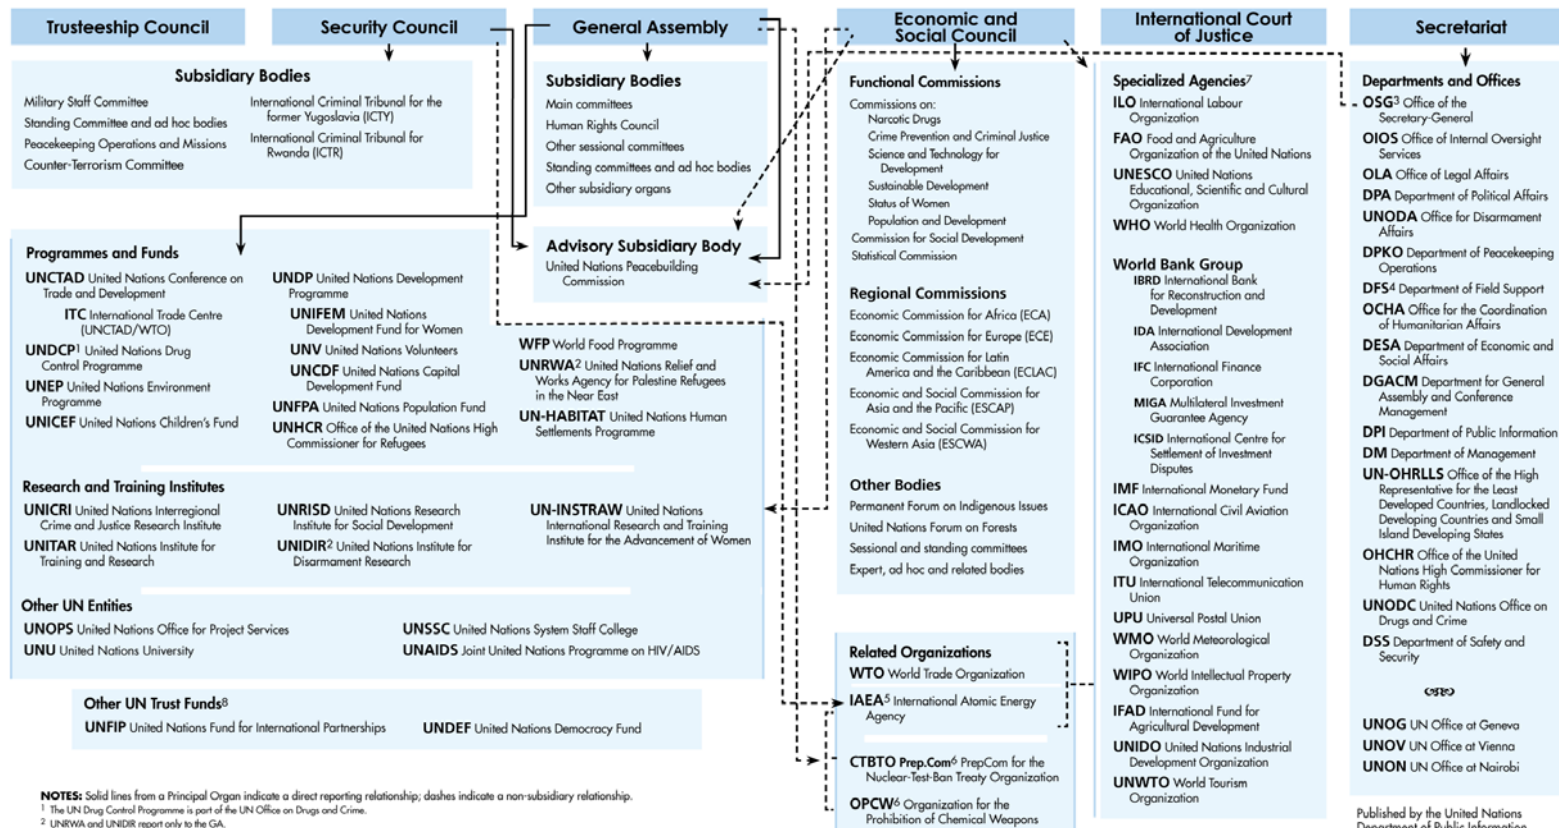 Trusteeship Council
Security Council
General Assembly
Economic and
Social Council
International Court
of Justice
Secretariat
Subsidiary Bodies
Military Staff Committee
Standing Committee and ad hoc bodies
Peacekeeping Operations and Missions
Counter-Terrorism Committee
International Criminal Tribunal for the
former Yugoslavia (ICTY)
International Criminal Tribunal for
Rwanda (ICTR)
Subsidiary Bodies
Main committees
Human Rights Council
Other sessional committees
Standing committees and ad hoc bodies
Other subsidiary organs
Advisory Subsidiary Body
United Nations Peacebuilding
Commission
Programmes and Funds
UNCTAD United Nations Conference on
Trade and Development
ITC International Trade Centre
(UNCTAD/WTO)
UNDCP1 United Nations Drug
Control Programme
UNEP United Nations Environment
Programme
UNICEF United Nations Children's Fund
UNDP United Nations Development
Programme
UNIFEM United Nations
Development Fund for Women
UNV United Nations Volunteers
UNCDF United Nations Capital
Development Fund
UNFPA United Nations Population Fund
UNHCR Office of the United Nations High
Commissioner for Refugees
WFP World Food Programme
UNRWA2 United Nations Relief and
Works Agency for Palestine Refugees
in the Near East
UN-HABITAT United Nations Human
Settlements Programme
Research and Training Institutes
UNICRI United Nations Interregional
Crime and Justice Research Institute
UNITAR United Nations Institute for
Training and Research
UNRISD United Nations Research
Institute for Social Development
UNIDIR2 United Nations Institute for
Disarmament Research
UN-INSTRAW United Nations
International Research and Training
Institute for the Advancement of Women
Other UN Entities
UNOPS United Nations Office for Project Services
UNU United Nations University
UNSSC United Nations System Staff College
UNAIDS Joint United Nations Programme on HIV/AIDS
Other UN Trust Funds8
UNFIP United Nations Fund for International Partnerships
UNDEF United Nations Democracy Fund
NOTES: Solid lines from a Principal Organ indicate a direct reporting relationship; dashes indicate a non-subsidiary relationship.
1 The UN Drug Control Programme is part of the UN Office on Drugs and Crime.
2 UNRWA and UNIDIR report only to the GA.
Functional Commissions
Commissions on:
Narcotic Drugs
Crime Prevention and Criminal Justice
Science and Technology for
Development
Sustainable Development
Status of Women
Population and Development
Commission for Social Development
Statistical Commission
Regional Commissions
Economic Commission for Africa (ECA)
Economic Commission for Europe (ECE)
Economic Commission for Latin
America and the Caribbean (ECLAC)
Economic and Social Commission for
Asia and the Pacific (ESCAP)
Economic and Social Commission for
Western Asia (ESCWA)
Other Bodies
Permanent Forum on Indigenous Issues
United Nations Forum on Forests
Sessional and standing committees
Expert, ad hoc and related bodies
Related Organizations
WTO World Trade Organization
IAEA5 International Atomic Energy
Agency
CTBTO Prep.Com6 PrepCom for the
Nuclear-Test-Ban Treaty Organization
OPCW6 Organization for the
Prohibition of Chemical Weapons
Specialized Agencies7
ILO International Labour
Organization
FAO Food and Agriculture
Organization of the United Nations
UNESCO United Nations
Educational, Scientific and Cultural
Organization
WHO World Health Organization
World Bank Group
IBRD International Bank
for Reconstruction and
Development
IDA International Development
Association
IFC International Finance
Corporation
MIGA Multilateral Investment
Guarantee Agency
ICSID International Centre for
Settlement of Investment
Disputes
IMF International Monetary Fund
ICAO International Civil Aviation
Organization
IMO International Maritime
Organization
ITU International Telecommunication
Union
UPU Universal Postal Union
WMO World Meteorological
Organization
WIPO World Intellectual Property
Organization
IFAD International Fund for
Agricultural Development
UNIDO United Nations Industrial
Development Organization
UNWTO World Tourism
Organization
Departments and Offices
OSG3 Office of the
Secretary-General
OIOS Office of Internal Oversight
Services
OLA Office of Legal Affairs
DPA Department of Political Affairs
UNODA Office for Disarmament
Affairs
DPKO Department of Peacekeeping
Operations
DFS4 Department of Field Support
OCHA Office for the Coordination
of Humanitarian Affairs
DESA Department of Economic and
Social Affairs
DGACM Department for General
Assembly and Conference
Management
DPI Department of Public Information
DM Department of Management
UN-OHRLLS Office of the High
Representative for the Least
Developed Countries, Landlocked
Developing Countries and Small
Island Developing States
OHCHR Office of the United
Nations High Commissioner for
Human Rights
UNODC United Nations Office on
Drugs and Crime
DSS Department of Safety and
Security
UNOG UN Office at Geneva
UNOV UN Office at Vienna
UNON UN Office at Nairobi
Published by the United Nations
Department of Public Information